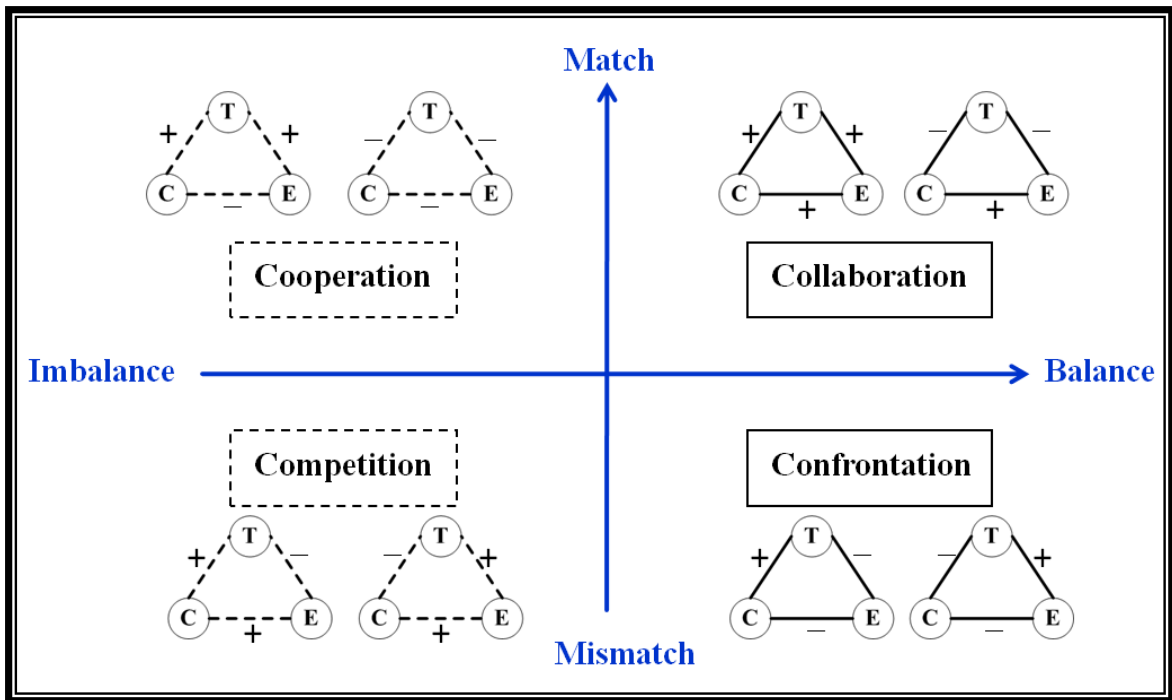 Match
T
+ +
C E
–
T
– –
C E
–
T
+ +
C E
+
T
– –
C E
+
Cooperation
Collaboration
Imbalance
Balance
Competition
Confrontation
T
+ –
C E
+
T
– +
C E
+
T
+ –
C E
–
T
– +
C E
–
Mismatch